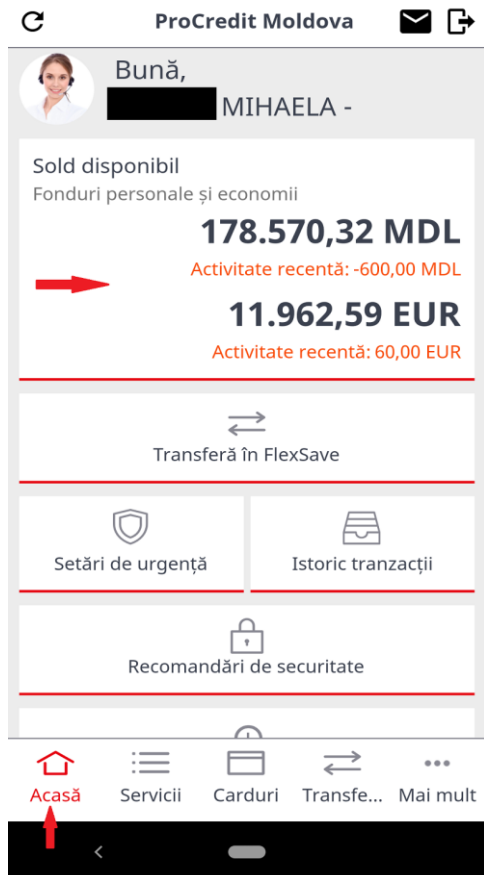 ProCredit Moldova
Bună,
MIHAELA -
Sold disponibil
Fonduri personale și economii
178.570,32 MDL
Activitate recentă: -600,00 MDL
11.962,59 EUR
Activitate recentă: 60,00 EUR
Transferă în FlexSave
Setări de urgență
Istoric tranzacții
Recomandări de securitate
Acasă
Servicii
Carduri
Transfe...
Mai mult